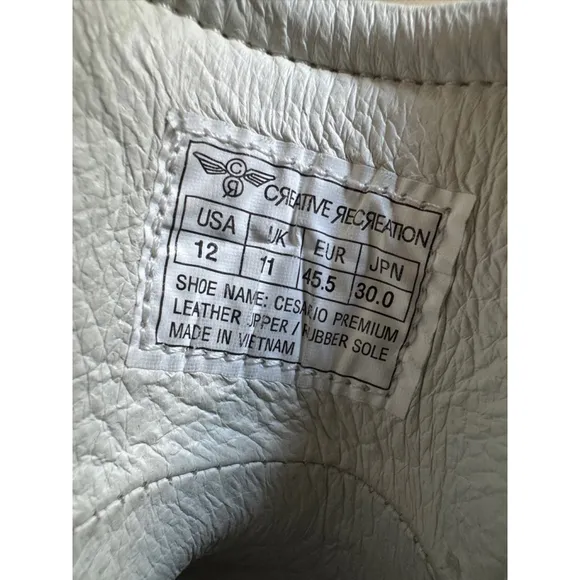 CR
CREATIVE RECREATION
USA UK EUR JPN
12 11 45.5 30.0
SHOE NAME: CESARIO PREMIUM
LEATHER UPPER / RUBBER SOLE
MADE IN VIETNAM